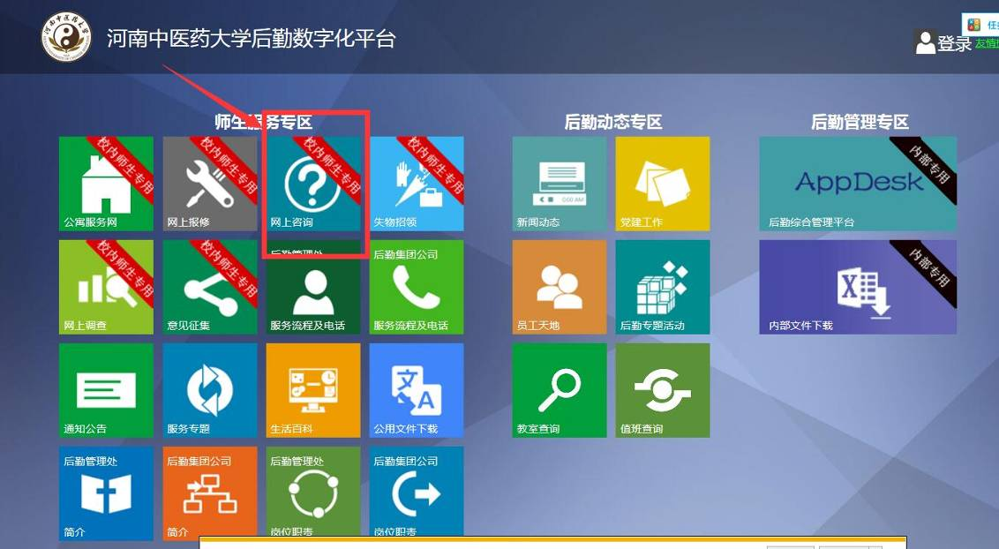 河南中医药大学后勤数字化平台
登录
任
友情
师生服务专区
后勤动态专区
后勤管理专区
校内师生专用
公寓服务网
校内师生专用
网上报修
校内师生专用
网上咨询
校内师生专用
失物招领
新闻动态
党建工作
AppDesk
内部专用
后勤综合管理平台
校内师生专用
网上调查
校内师生专用
意见征集
后勤管理处
服务流程及电话
后勤集团公司
服务流程及电话
员工天地
后勤专题活动
内部专用
内部文件下载
通知公告
服务专题
生活百科
文
A
公用文件下载
教室查询
值班查询
后勤管理处
简介
后勤集团公司
简介
后勤管理处
岗位职责
后勤集团公司
岗位职责